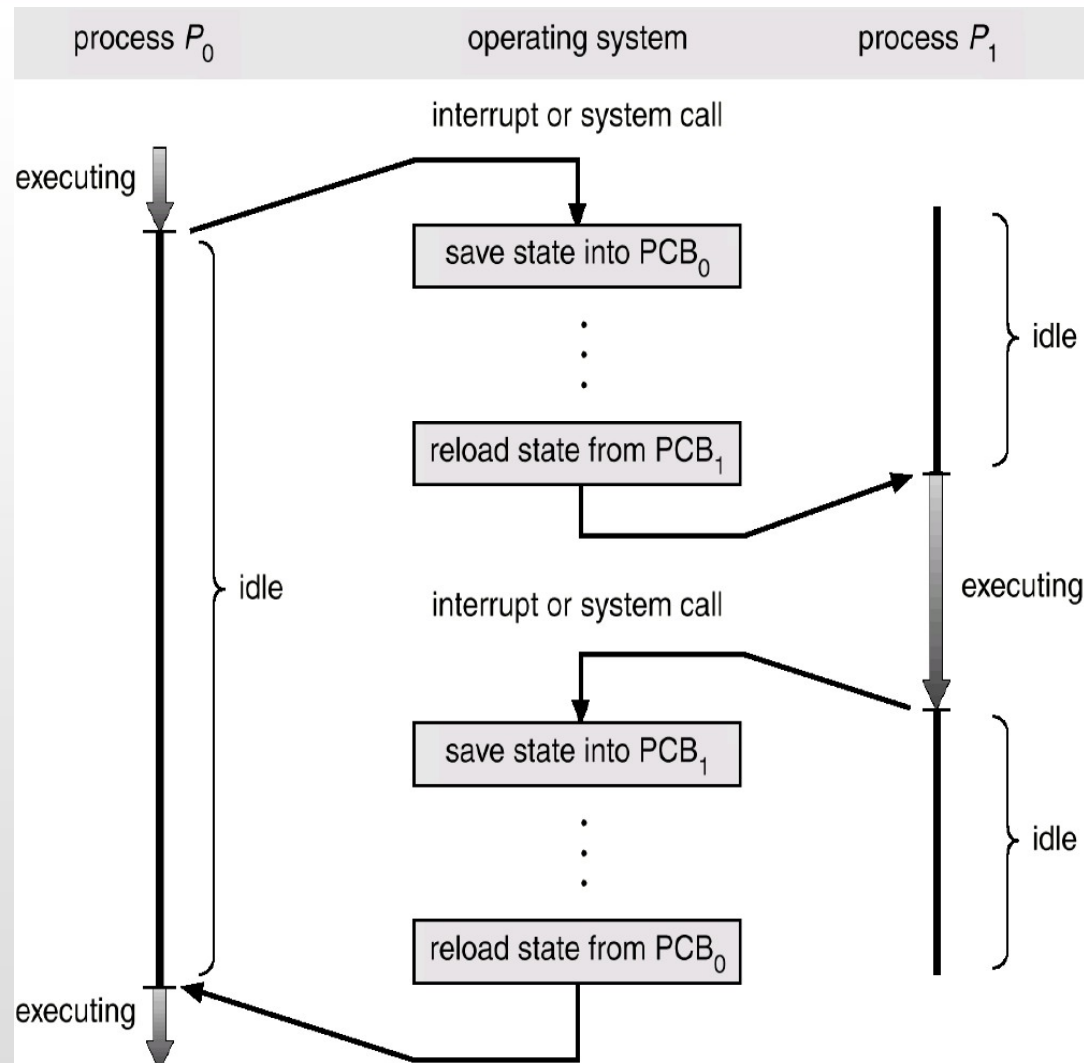 process P₀ operating system process P₁
interrupt or system call
executing
save state into PCB₀
idle
reload state from PCB₁
idle
interrupt or system call
executing
save state into PCB₁
idle
reload state from PCB₀
executing